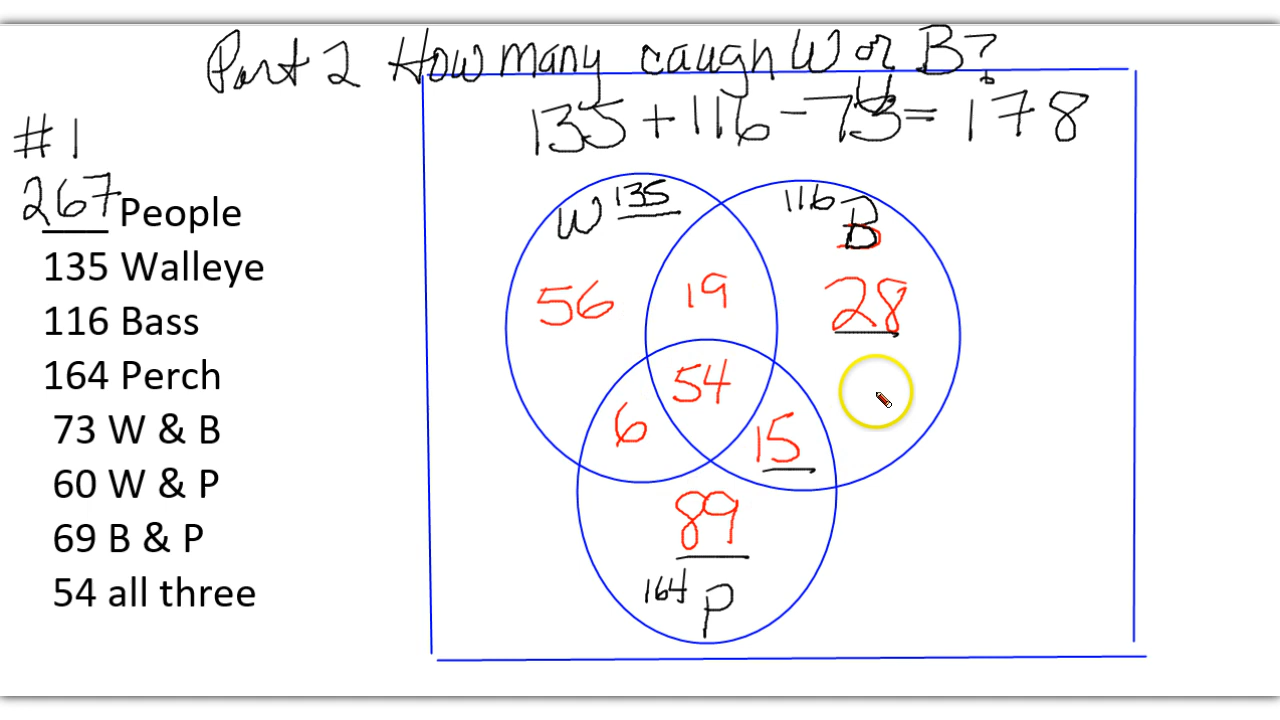 Part 2 How many caugh W or B?
135 + 116 - 73 = 178
#1
267 People
135 Walleye
116 Bass
164 Perch
73 W & B
60 W & P
69 B & P
54 all three
W 135
116 B
56
19
28
54
6
15
89
164 P